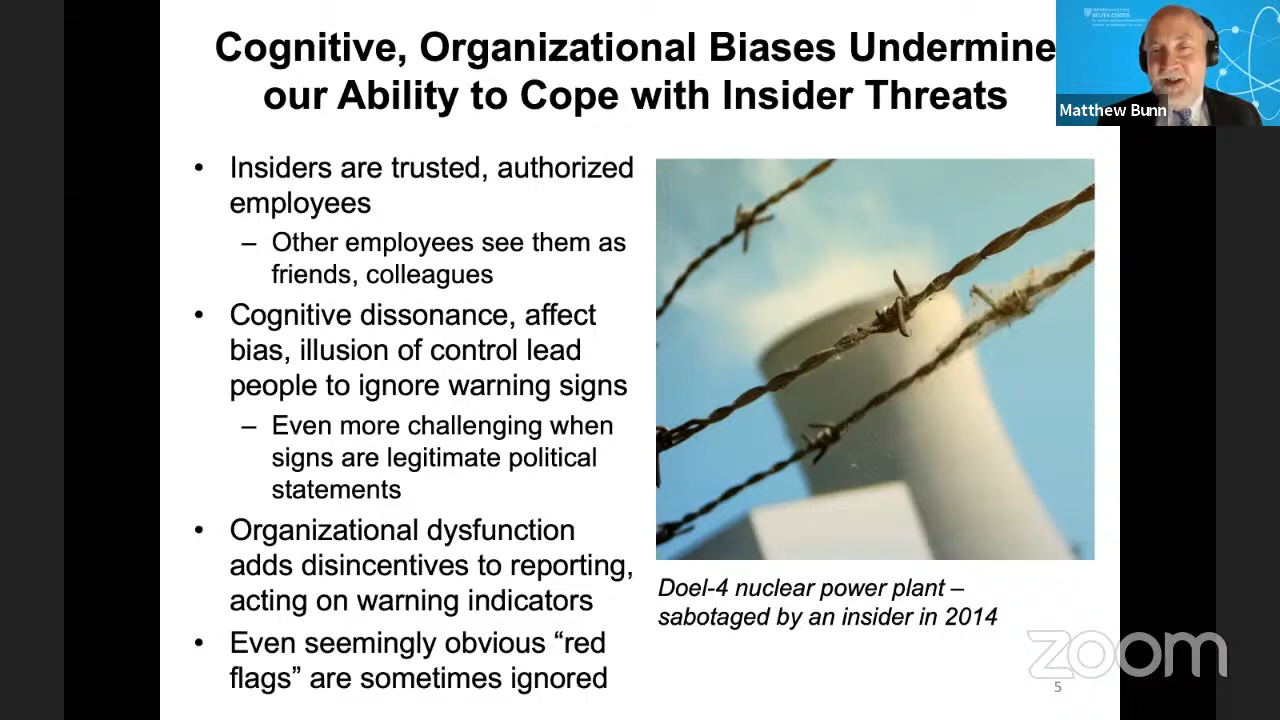 Cognitive, Organizational Biases Undermine
our Ability to Cope with Insider Threats
BELFER CENTER
Matthew Bunn
• Insiders are trusted, authorized
employees
– Other employees see them as
friends, colleagues
• Cognitive dissonance, affect
bias, illusion of control lead
people to ignore warning signs
– Even more challenging when
signs are legitimate political
statements
• Organizational dysfunction
adds disincentives to reporting,
acting on warning indicators
• Even seemingly obvious “red
flags” are sometimes ignored
Doel-4 nuclear power plant –
sabotaged by an insider in 2014
zoom
5